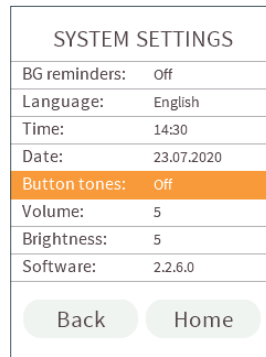 SYSTEM SETTINGS
BG reminders: Off
Language: English
Time: 14:30
Date: 23.07.2020
Button tones: Off
Volume: 5
Brightness: 5
Software: 2.2.6.0
Back Home